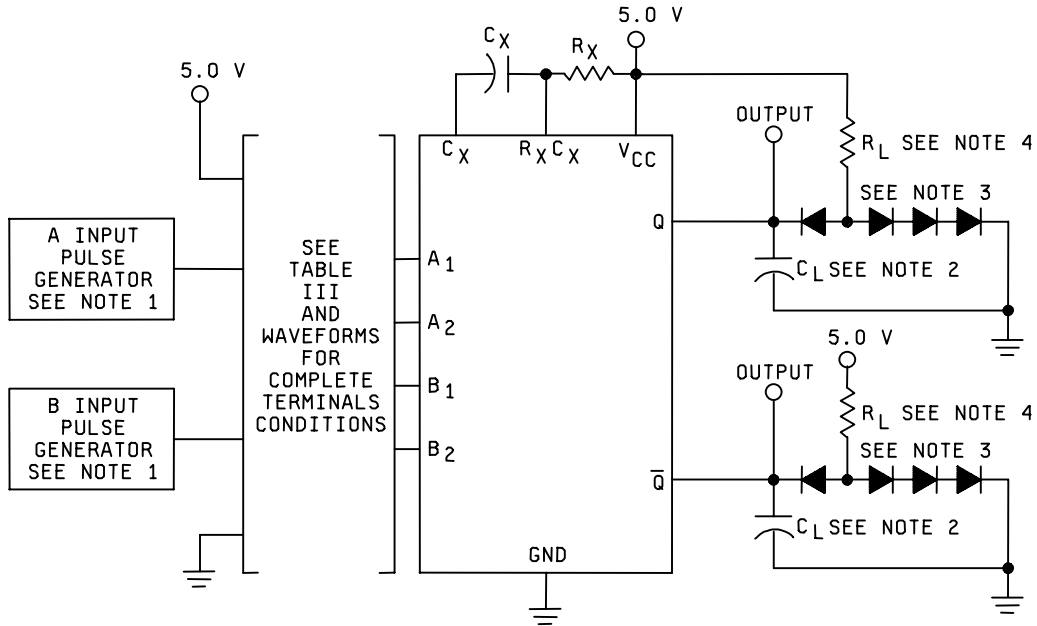 5.0 V
C X
R X
5.0 V
OUTPUT
C X
R X C X
V CC
R L SEE NOTE 4
SEE NOTE 3
A INPUT
PULSE
GENERATOR
SEE NOTE 1
SEE
TABLE
III
AND
WAVEFORMS
FOR
COMPLETE
TERMINALS
CONDITIONS
A 1
A 2
B 1
B 2
Q
C L SEE NOTE 2
5.0 V
OUTPUT
R L SEE NOTE 4
SEE NOTE 3
B INPUT
PULSE
GENERATOR
SEE NOTE 1
Q̅
C L SEE NOTE 2
GND